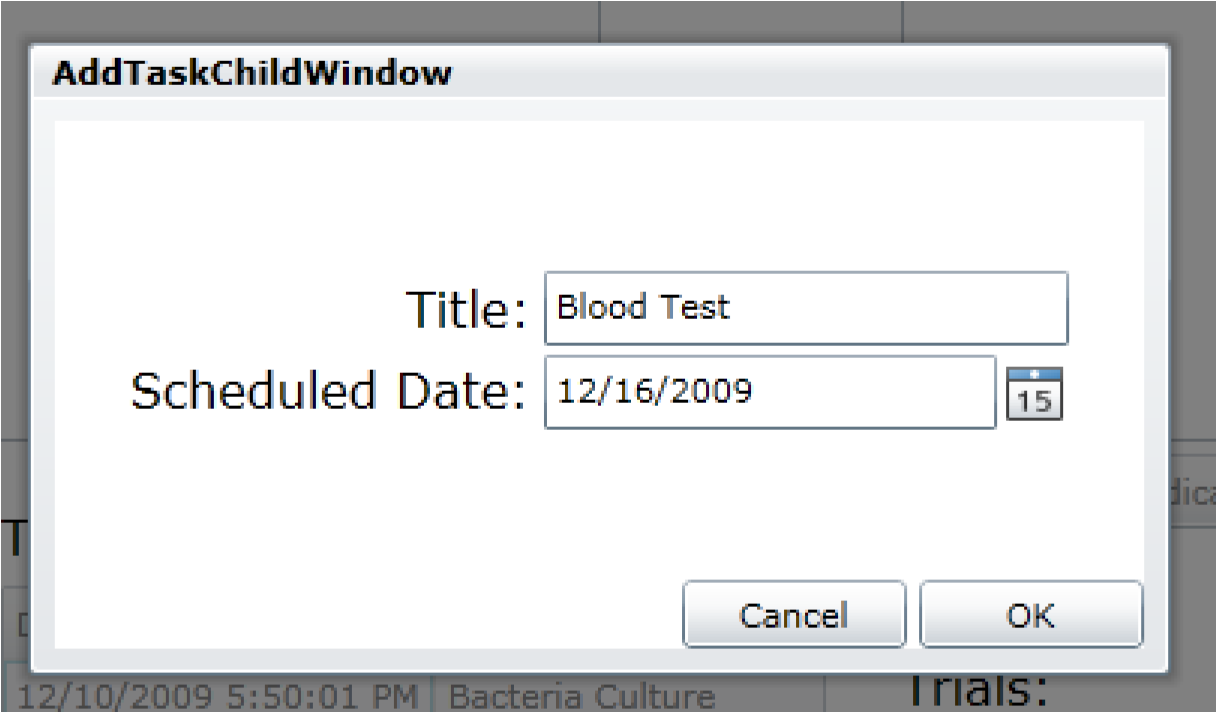 AddTaskChildWindow
Title: Blood Test
Scheduled Date: 12/16/2009 15
Cancel OK
12/10/2009 5:50:01 PM Bacteria Culture Trials: